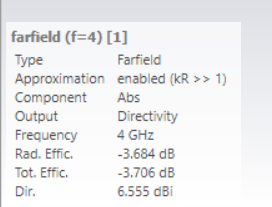 farfield (f=4) [1]
Type Farfield
Approximation enabled (kR >> 1)
Component Abs
Output Directivity
Frequency 4 GHz
Rad. Effic. -3.684 dB
Tot. Effic. -3.706 dB
Dir. 6.555 dBi